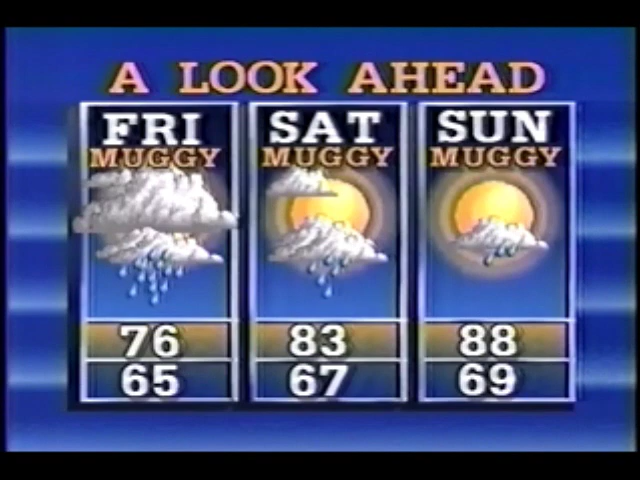 A LOOK AHEAD
FRI SAT SUN
MUGGY MUGGY MUGGY
76 83 88
65 67 69